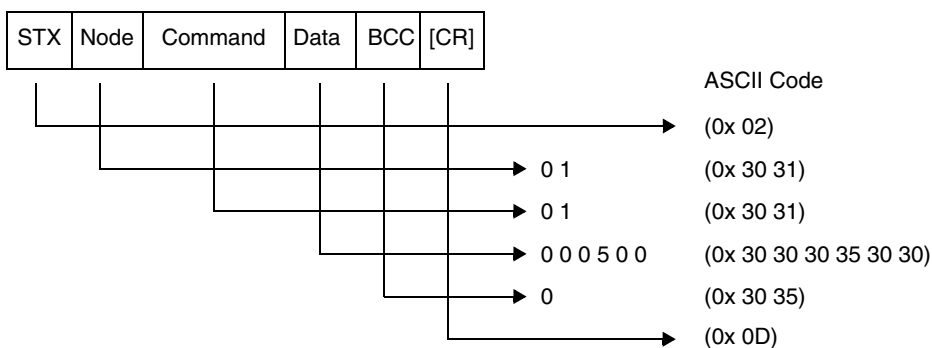 STX Node Command Data BCC [CR]
ASCII Code
(0x 02)
0 1 (0x 30 31)
0 1 (0x 30 31)
0 0 0 5 0 0 (0x 30 30 30 35 30 30)
0 (0x 30 35)
(0x 0D)